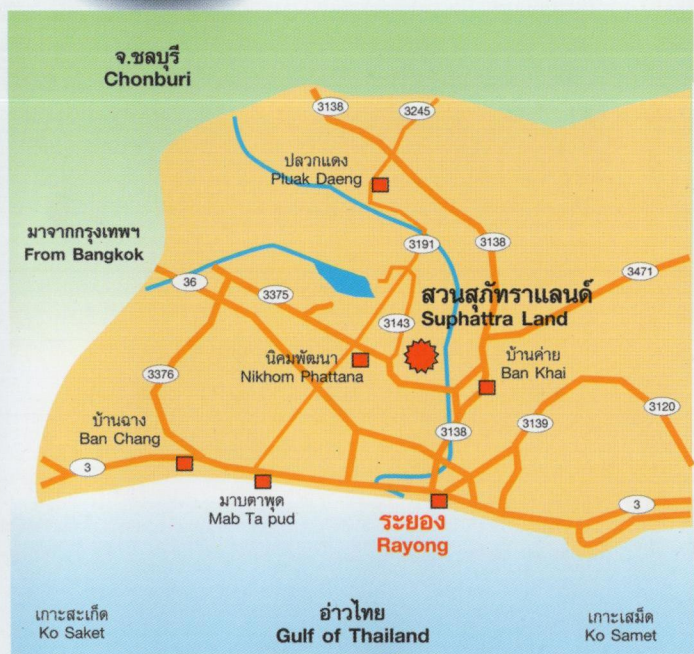 จ.ชลบุรี
Chonburi
3138
3245
ปลวกแดง
Pluak Daeng
มาจากกรุงเทพฯ
From Bangkok
3191
3138
36
3375
3471
สวนสุภัทราแลนด์
Suphattra Land
3143
นิคมพัฒนา
Nikhom Phattana
บ้านค่าย
Ban Khai
3376
3120
บ้านฉาง
Ban Chang
3138
3139
3
มาบตาพุด
Mab Ta pud
3
ระยอง
Rayong
เกาะสะเก็ด
Ko Saket
อ่าวไทย
Gulf of Thailand
เกาะเสม็ด
Ko Samet